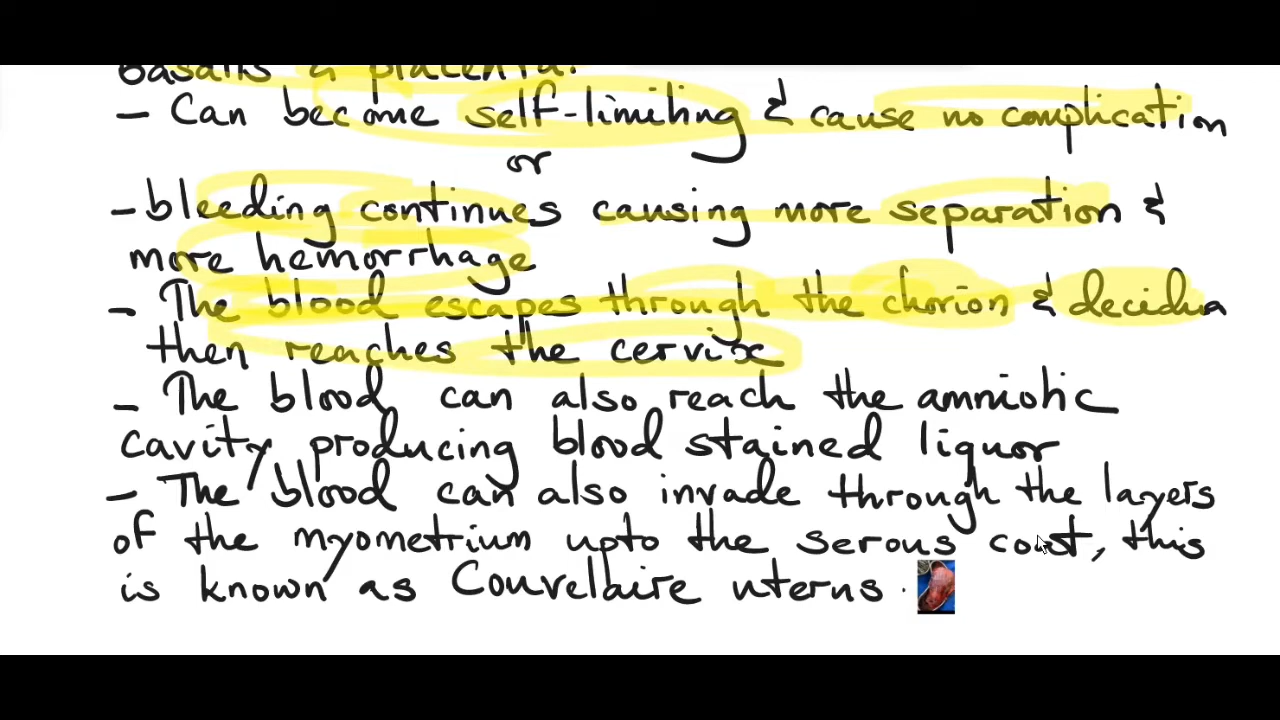 basalis & placenta.
- Can become self-limiting & cause no complication
or
- bleeding continues causing more separation &
more hemorrhage
- The blood escapes through the chorion & decidua
then reaches the cervix
- The blood can also reach the amniotic
cavity producing blood stained liquor
- The blood can also invade through the layers
of the myometrium upto the serous coat, this
is known as Couvelaire uterus.